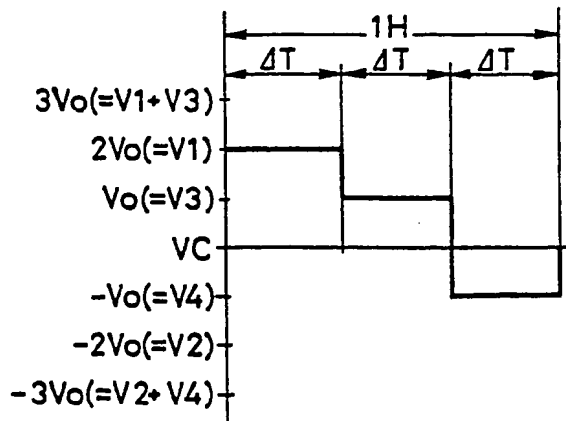 1H
ΔT ΔT ΔT
3Vo(=V1+V3)
2Vo(=V1)
Vo(=V3)
VC
-Vo(=V4)
-2Vo(=V2)
-3Vo(=V2+V4)